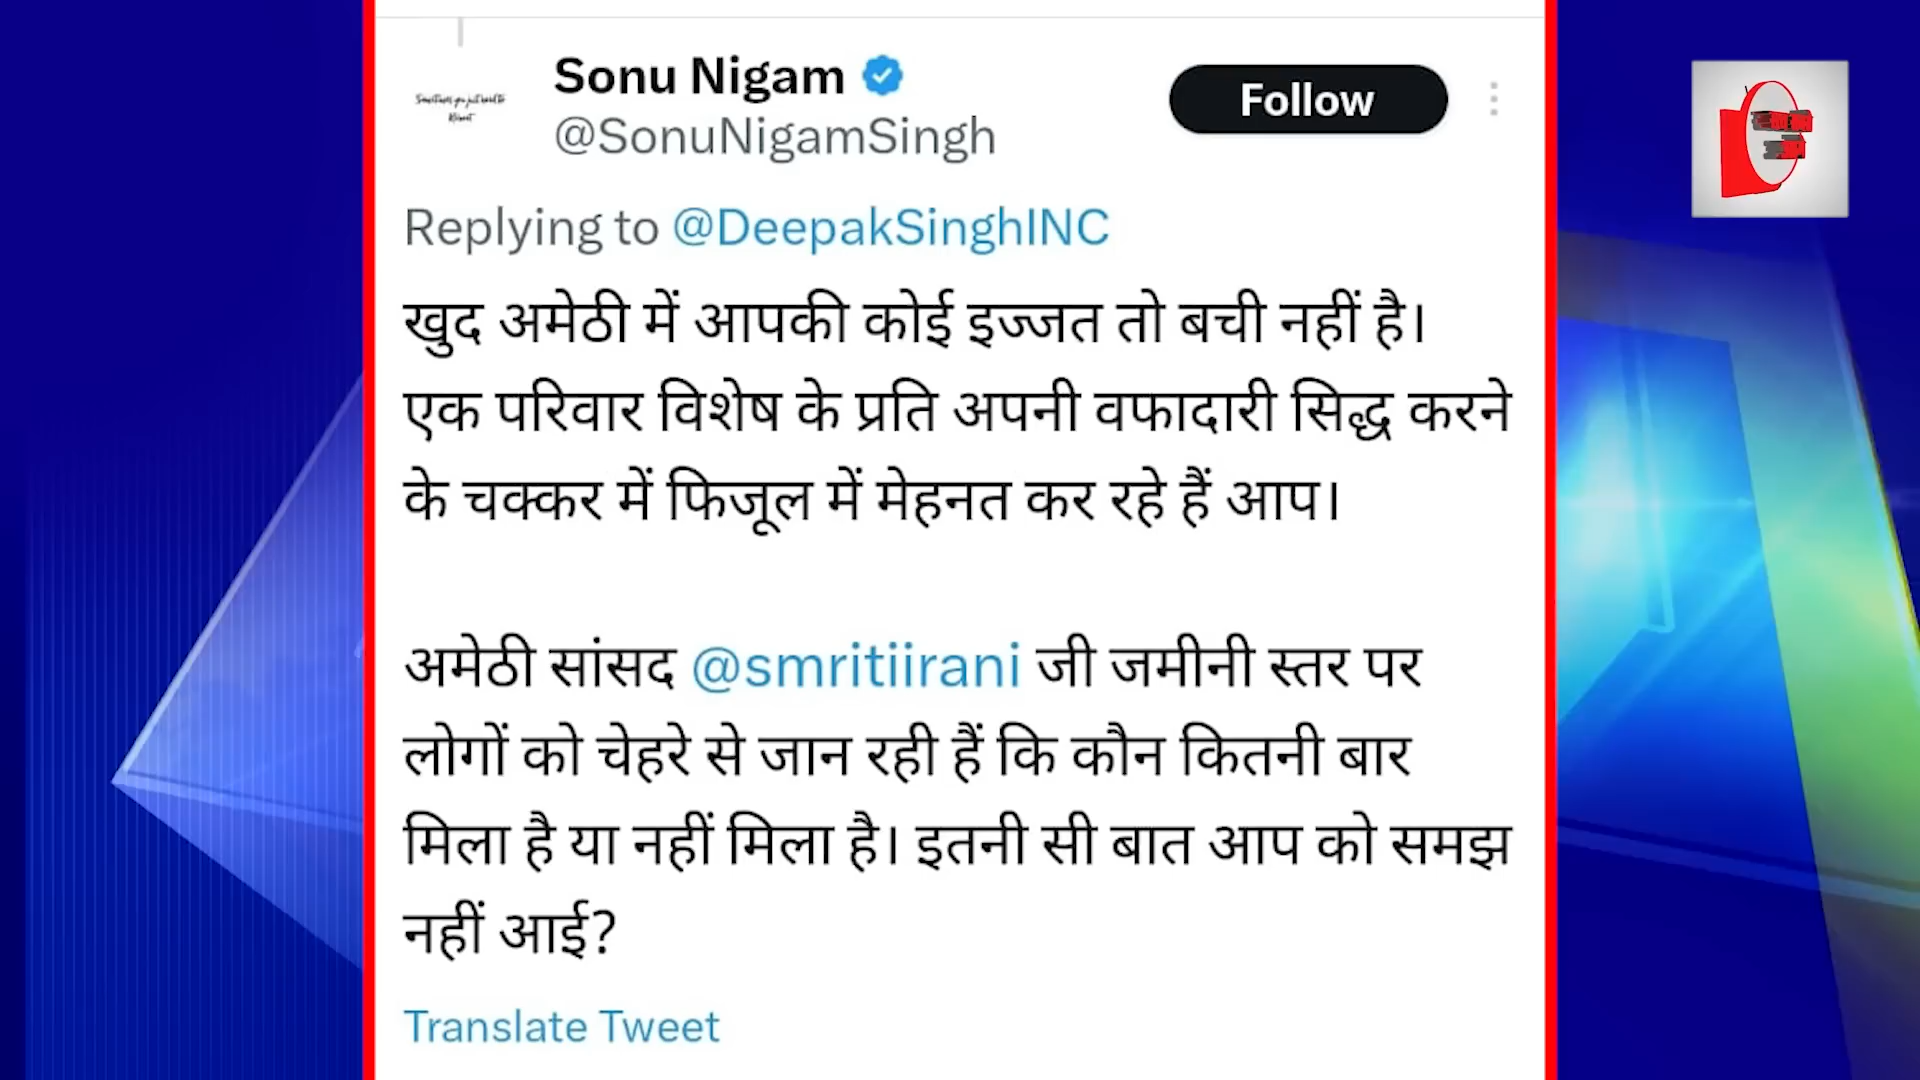 Sonu Nigam
Follow
@SonuNigamSingh
Replying to @DeepakSinghINC
खुद अमेठी में आपकी कोई इज्जत तो बची नहीं है।
एक परिवार विशेष के प्रति अपनी वफादारी सिद्ध करने
के चक्कर में फिजूल में मेहनत कर रहे हैं आप।
अमेठी सांसद @smritiirani जी जमीनी स्तर पर
लोगों को चेहरे से जान रही हैं कि कौन कितनी बार
मिला है या नहीं मिला है। इतनी सी बात आप को समझ
नहीं आई?
Translate Tweet